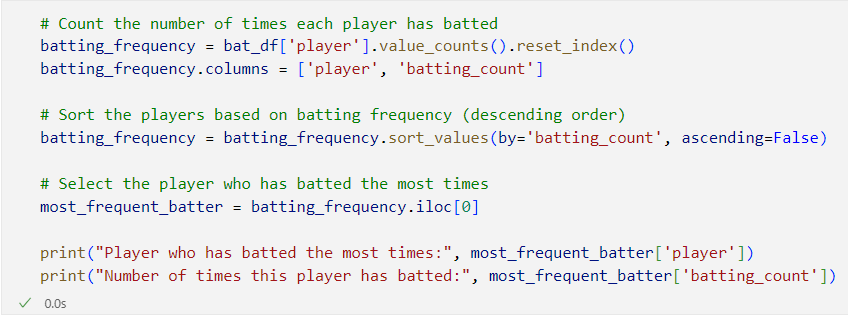 # Count the number of times each player has batted
batting_frequency = bat_df['player'].value_counts().reset_index()
batting_frequency.columns = ['player', 'batting_count']
# Sort the players based on batting frequency (descending order)
batting_frequency = batting_frequency.sort_values(by='batting_count', ascending=False)
# Select the player who has batted the most times
most_frequent_batter = batting_frequency.iloc[0]
print("Player who has batted the most times:", most_frequent_batter['player'])
print("Number of times this player has batted:", most_frequent_batter['batting_count'])
0.0s